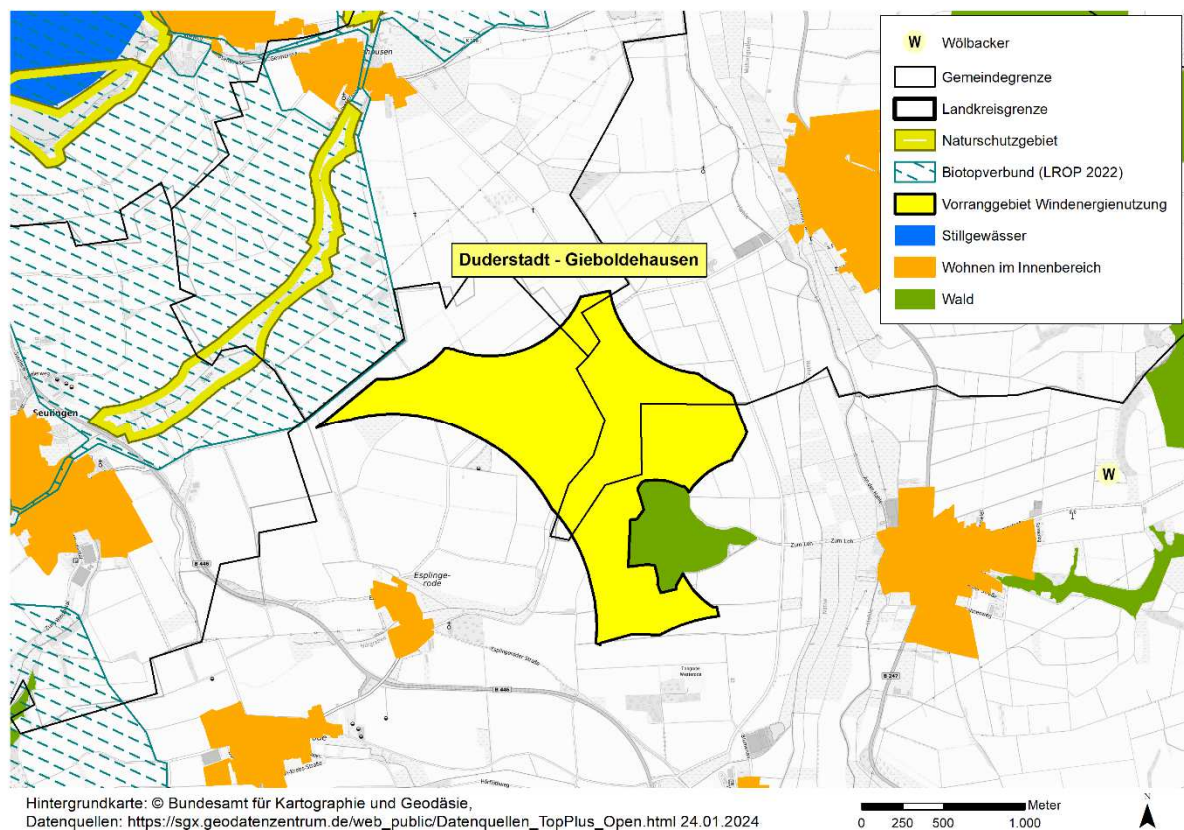 Duderstadt - Gieboldehausen
Seulingen
B 446
Esplinge-
rode
Esplingeroder Straße
B 446
Zum Loh
Zum Loh
B 247
W
W Wölbacker
Gemeindegrenze
Landkreisgrenze
Naturschutzgebiet
Biotopverbund (LROP 2022)
Vorranggebiet Windenergienutzung
Stillgewässer
Wohnen im Innenbereich
Wald
Hintergrundkarte: © Bundesamt für Kartographie und Geodäsie,
Datenquellen: https://sgx.geodatenzentrum.de/web_public/Datenquellen_TopPlus_Open.html 24.01.2024
Meter
0 250 500 1.000
N